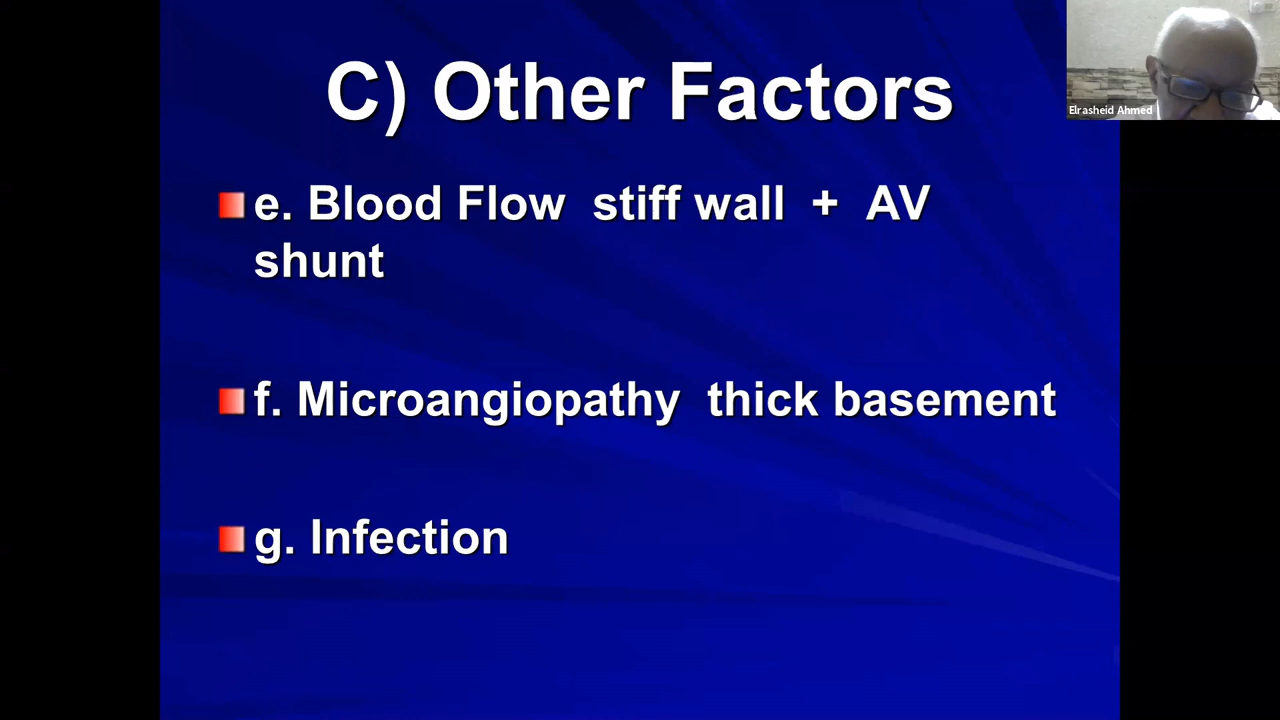 C) Other Factors
Elrasheid Ahmed
e. Blood Flow  stiff wall  +  AV
shunt
f. Microangiopathy  thick basement
g. Infection